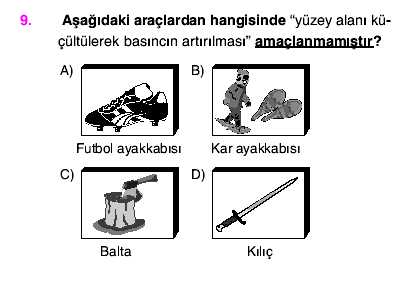 9. Aşağıdaki araçlardan hangisinde “yüzey alanı kü-
çültülerek basıncın artırılması” amaçlanmamıştır?
A) B)
Futbol ayakkabısı Kar ayakkabısı
C) D)
Balta Kılıç